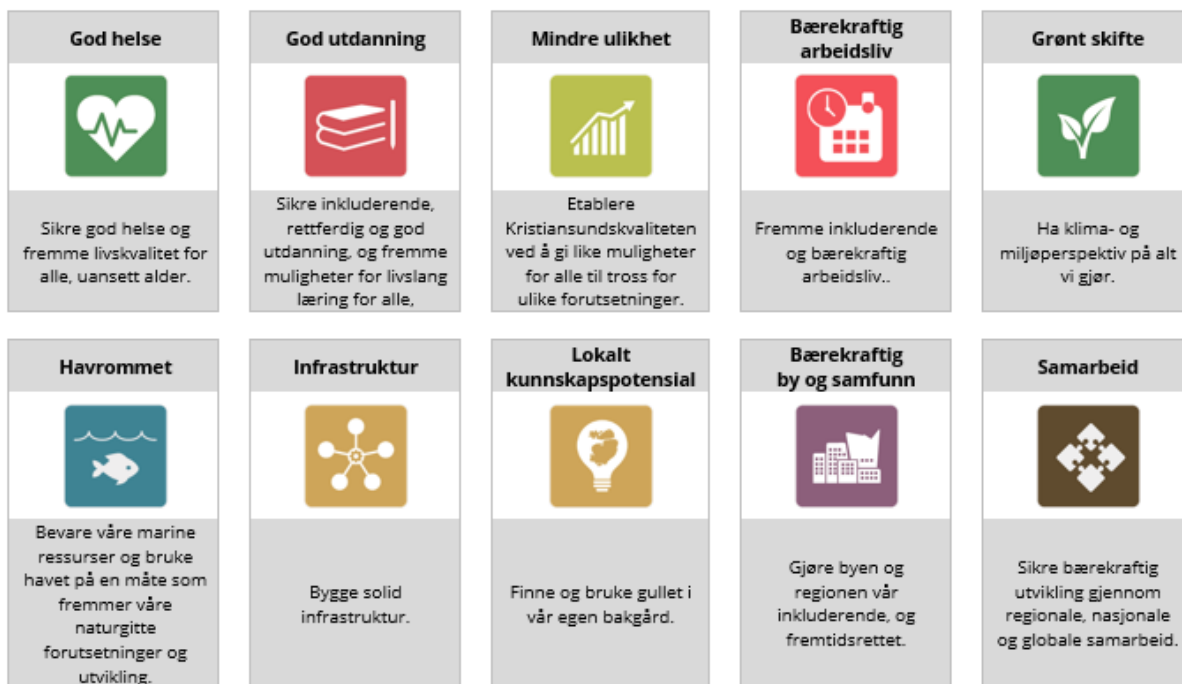 God helse
Sikre god helse og
fremme livskvalitet for
alle, uansett alder.
God utdanning
Sikre inkluderende,
rettferdig og god
utdanning, og fremme
muligheter for livslang
læring for alle,
Mindre ulikhet
Etablere
Kristiansundskvaliteten
ved å gi like muligheter
for alle til tross for
ulike forutsetninger.
Bærekraftig
arbeidsliv
Fremme inkluderende
og bærekraftig
arbeidsliv..
Grønt skifte
Ha klima- og
miljøperspektiv på alt
vi gjør.
Havrommet
Bevare våre marine
ressurser og bruke
havet på en måte som
fremmer våre
naturgitte
forutsetninger og
utvikling.
Infrastruktur
Bygge solid
infrastruktur.
Lokalt
kunnskapspotensial
Finne og bruke gullet i
vår egen bakgård.
Bærekraftig
by og samfunn
Gjøre byen og
regionen vår
inkluderende, og
fremtidsrettet.
Samarbeid
Sikre bærekraftig
utvikling gjennom
regionale, nasjonale
og globale samarbeid.